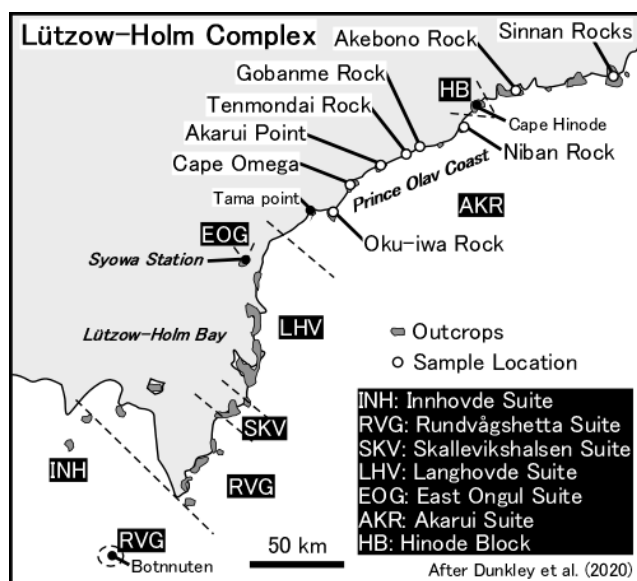 Lützow-Holm Complex
Akebono Rock
Sinnan Rocks
Gobanme Rock
HB
Tenmondai Rock
Cape Hinode
Akarui Point
Niban Rock
Cape Omega
Prince Olav Coast
Tama point
AKR
EOG
Oku-iwa Rock
Syowa Station
LHV
Lützow-Holm Bay
Outcrops
Sample Location
SKV
INH
RVG
RVG
Botnnuten
50 km
INH: Innhovde Suite
RVG: Rundvågshetta Suite
SKV: Skallevikshalsen Suite
LHV: Langhovde Suite
EOG: East Ongul Suite
AKR: Akarui Suite
HB: Hinode Block
After Dunkley et al. (2020)